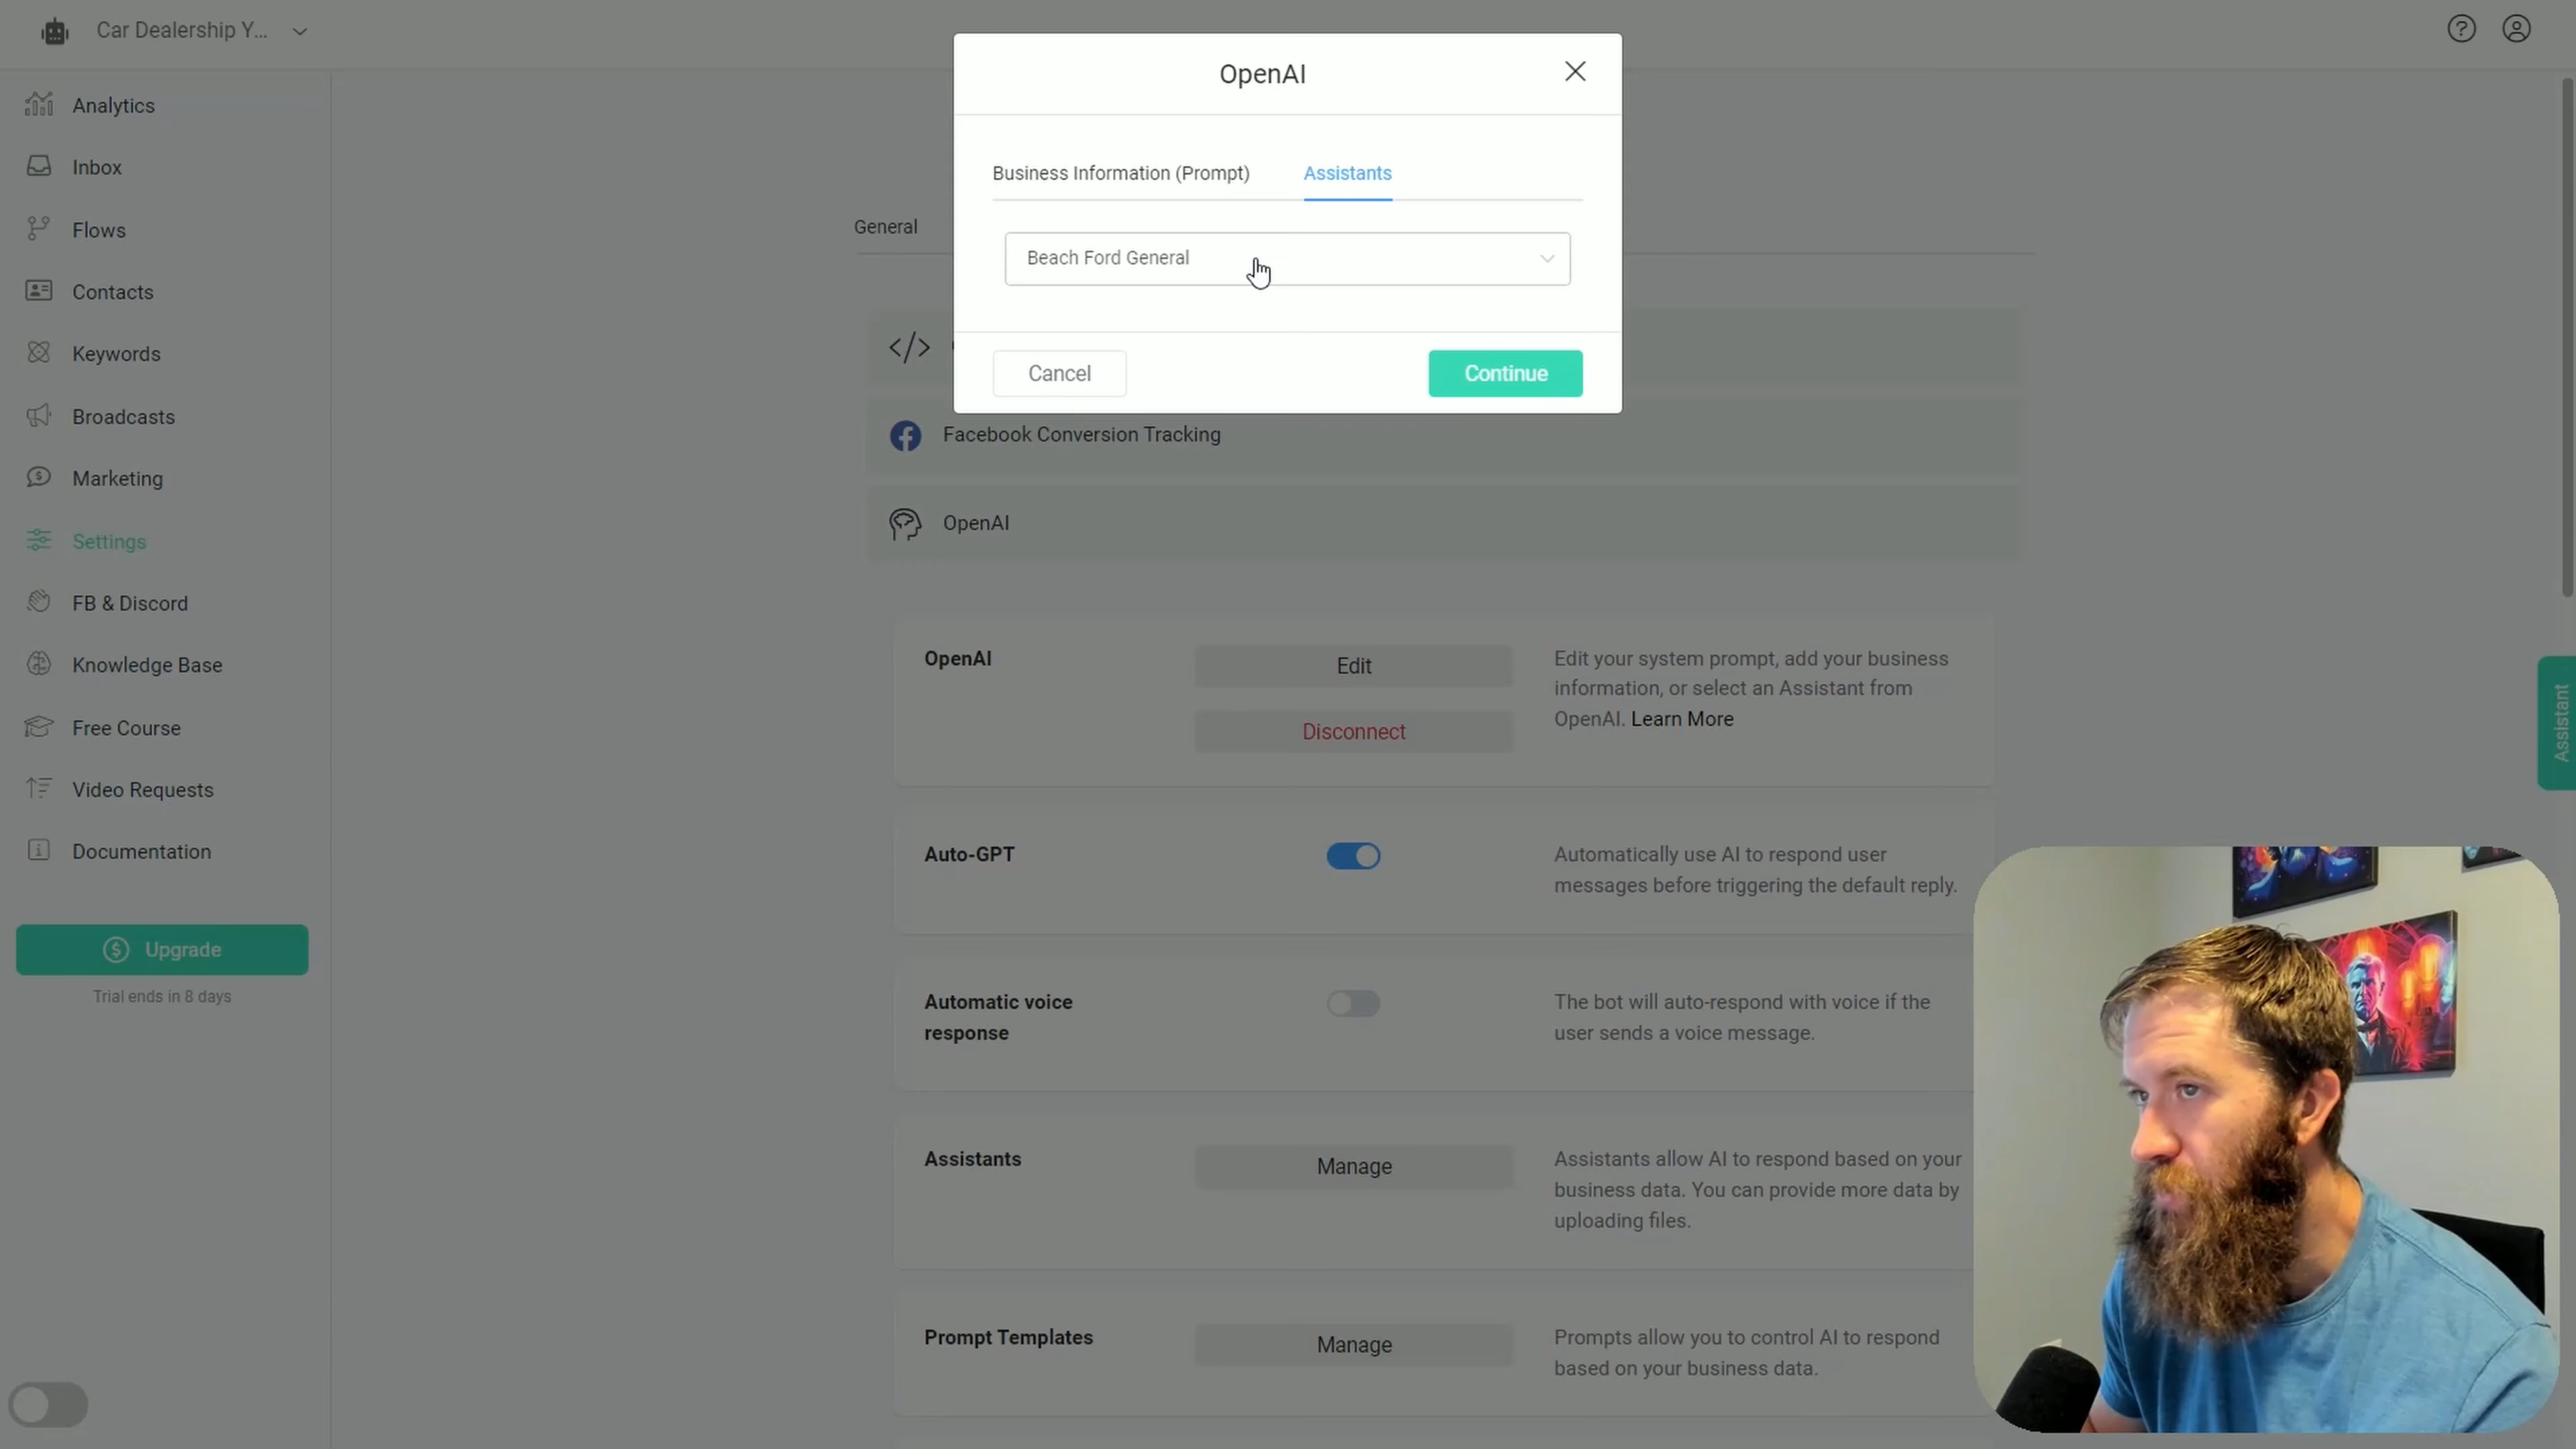 Car Dealership Y...
OpenAI
Analytics
Inbox
Flows
Contacts
Keywords
Broadcasts
Marketing
Settings
FB & Discord
Knowledge Base
Free Course
Video Requests
Documentation
Upgrade
Trial ends in 8 days
Business Information (Prompt)
Assistants
General
Beach Ford General
Cancel
Continue
Facebook Conversion Tracking
OpenAI
OpenAI
Edit
Disconnect
Edit your system prompt, add your business
information, or select an Assistant from
OpenAI. Learn More
Auto-GPT
Automatically use AI to respond user
messages before triggering the default reply.
Automatic voice
response
The bot will auto-respond with voice if the
user sends a voice message.
Assistants
Manage
Assistants allow AI to respond based on your
business data. You can provide more data by
uploading files.
Prompt Templates
Manage
Prompts allow you to control AI to respond
based on your business data.
Assistant